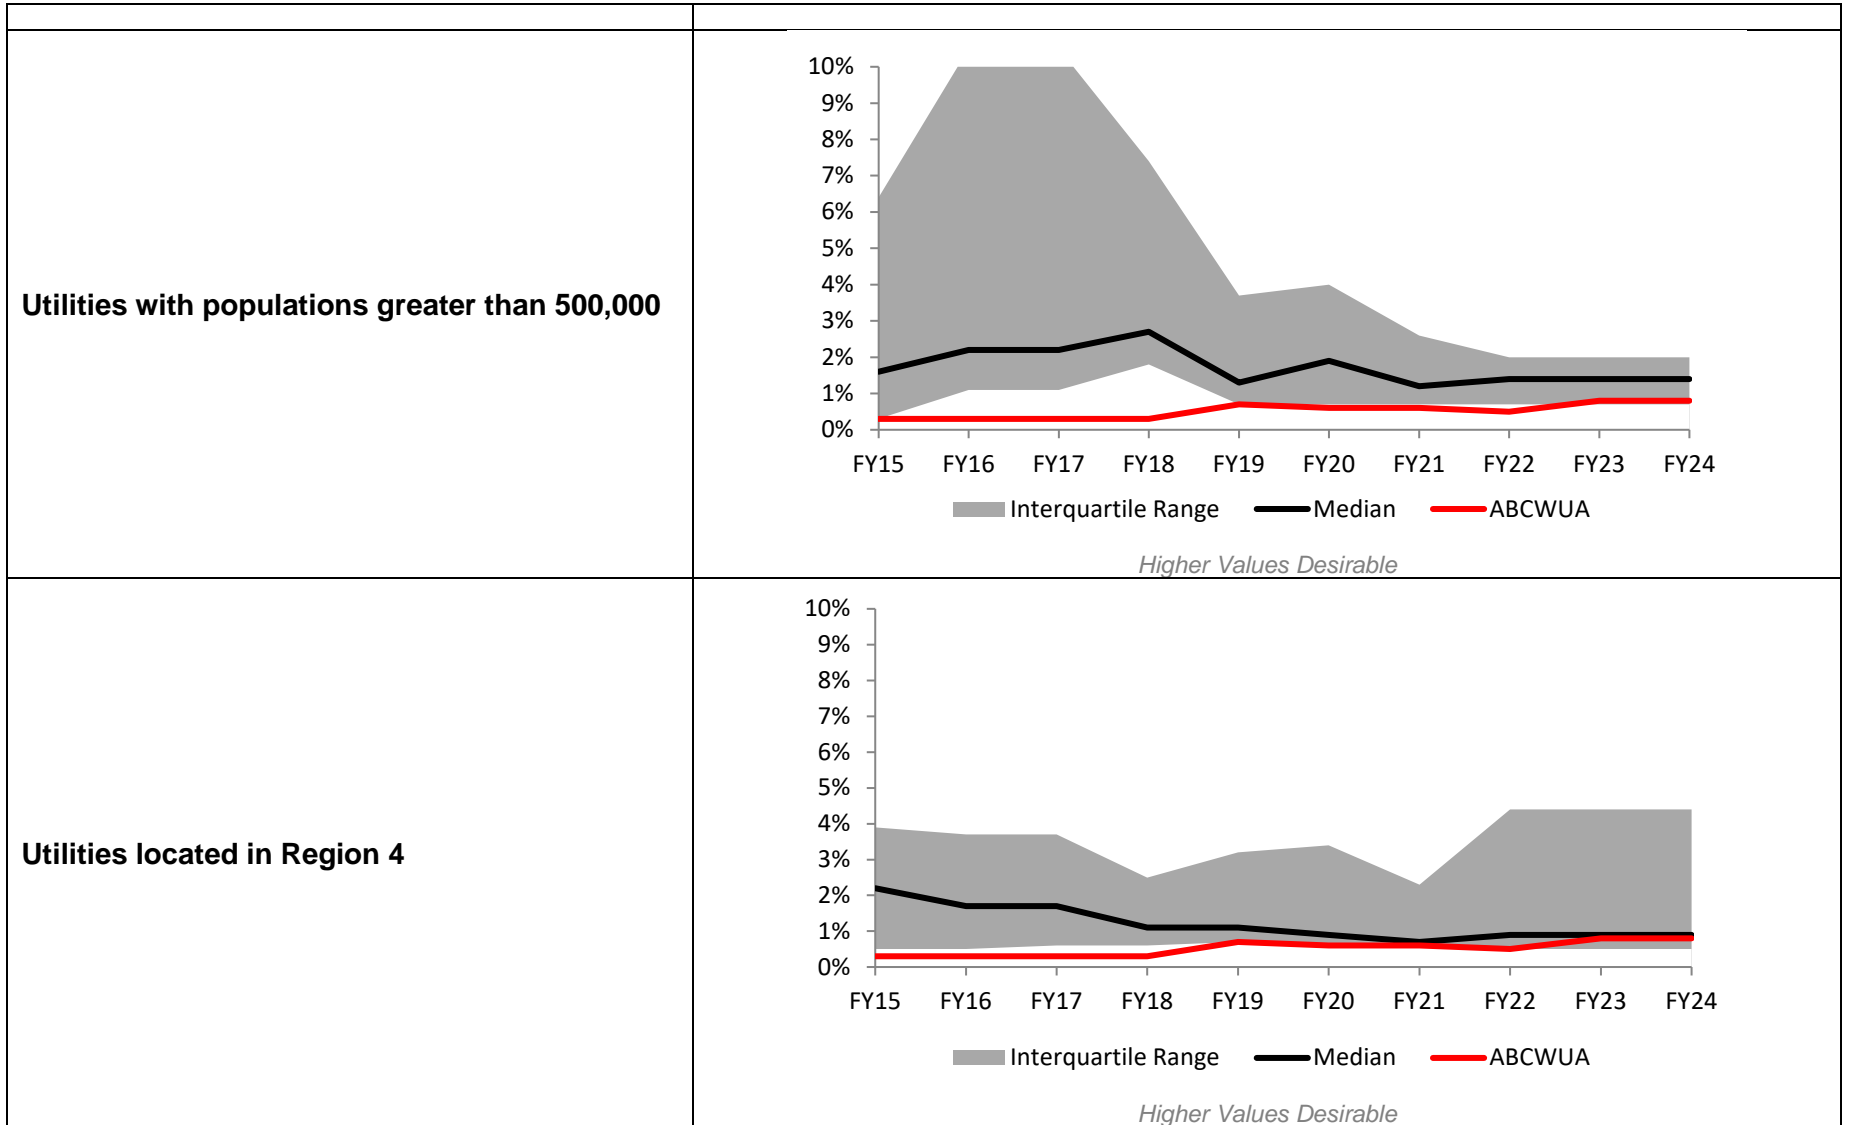 10%
9%
8%
7%
6%
5%
4%
3%
2%
1%
0%
Utilities with populations greater than 500,000
FY15 FY16 FY17 FY18 FY19 FY20 FY21 FY22 FY23 FY24
Interquartile Range Median ABCWUA
Higher Values Desirable
10%
9%
8%
7%
6%
5%
4%
3%
2%
1%
0%
Utilities located in Region 4
FY15 FY16 FY17 FY18 FY19 FY20 FY21 FY22 FY23 FY24
Interquartile Range Median ABCWUA
Higher Values Desirable